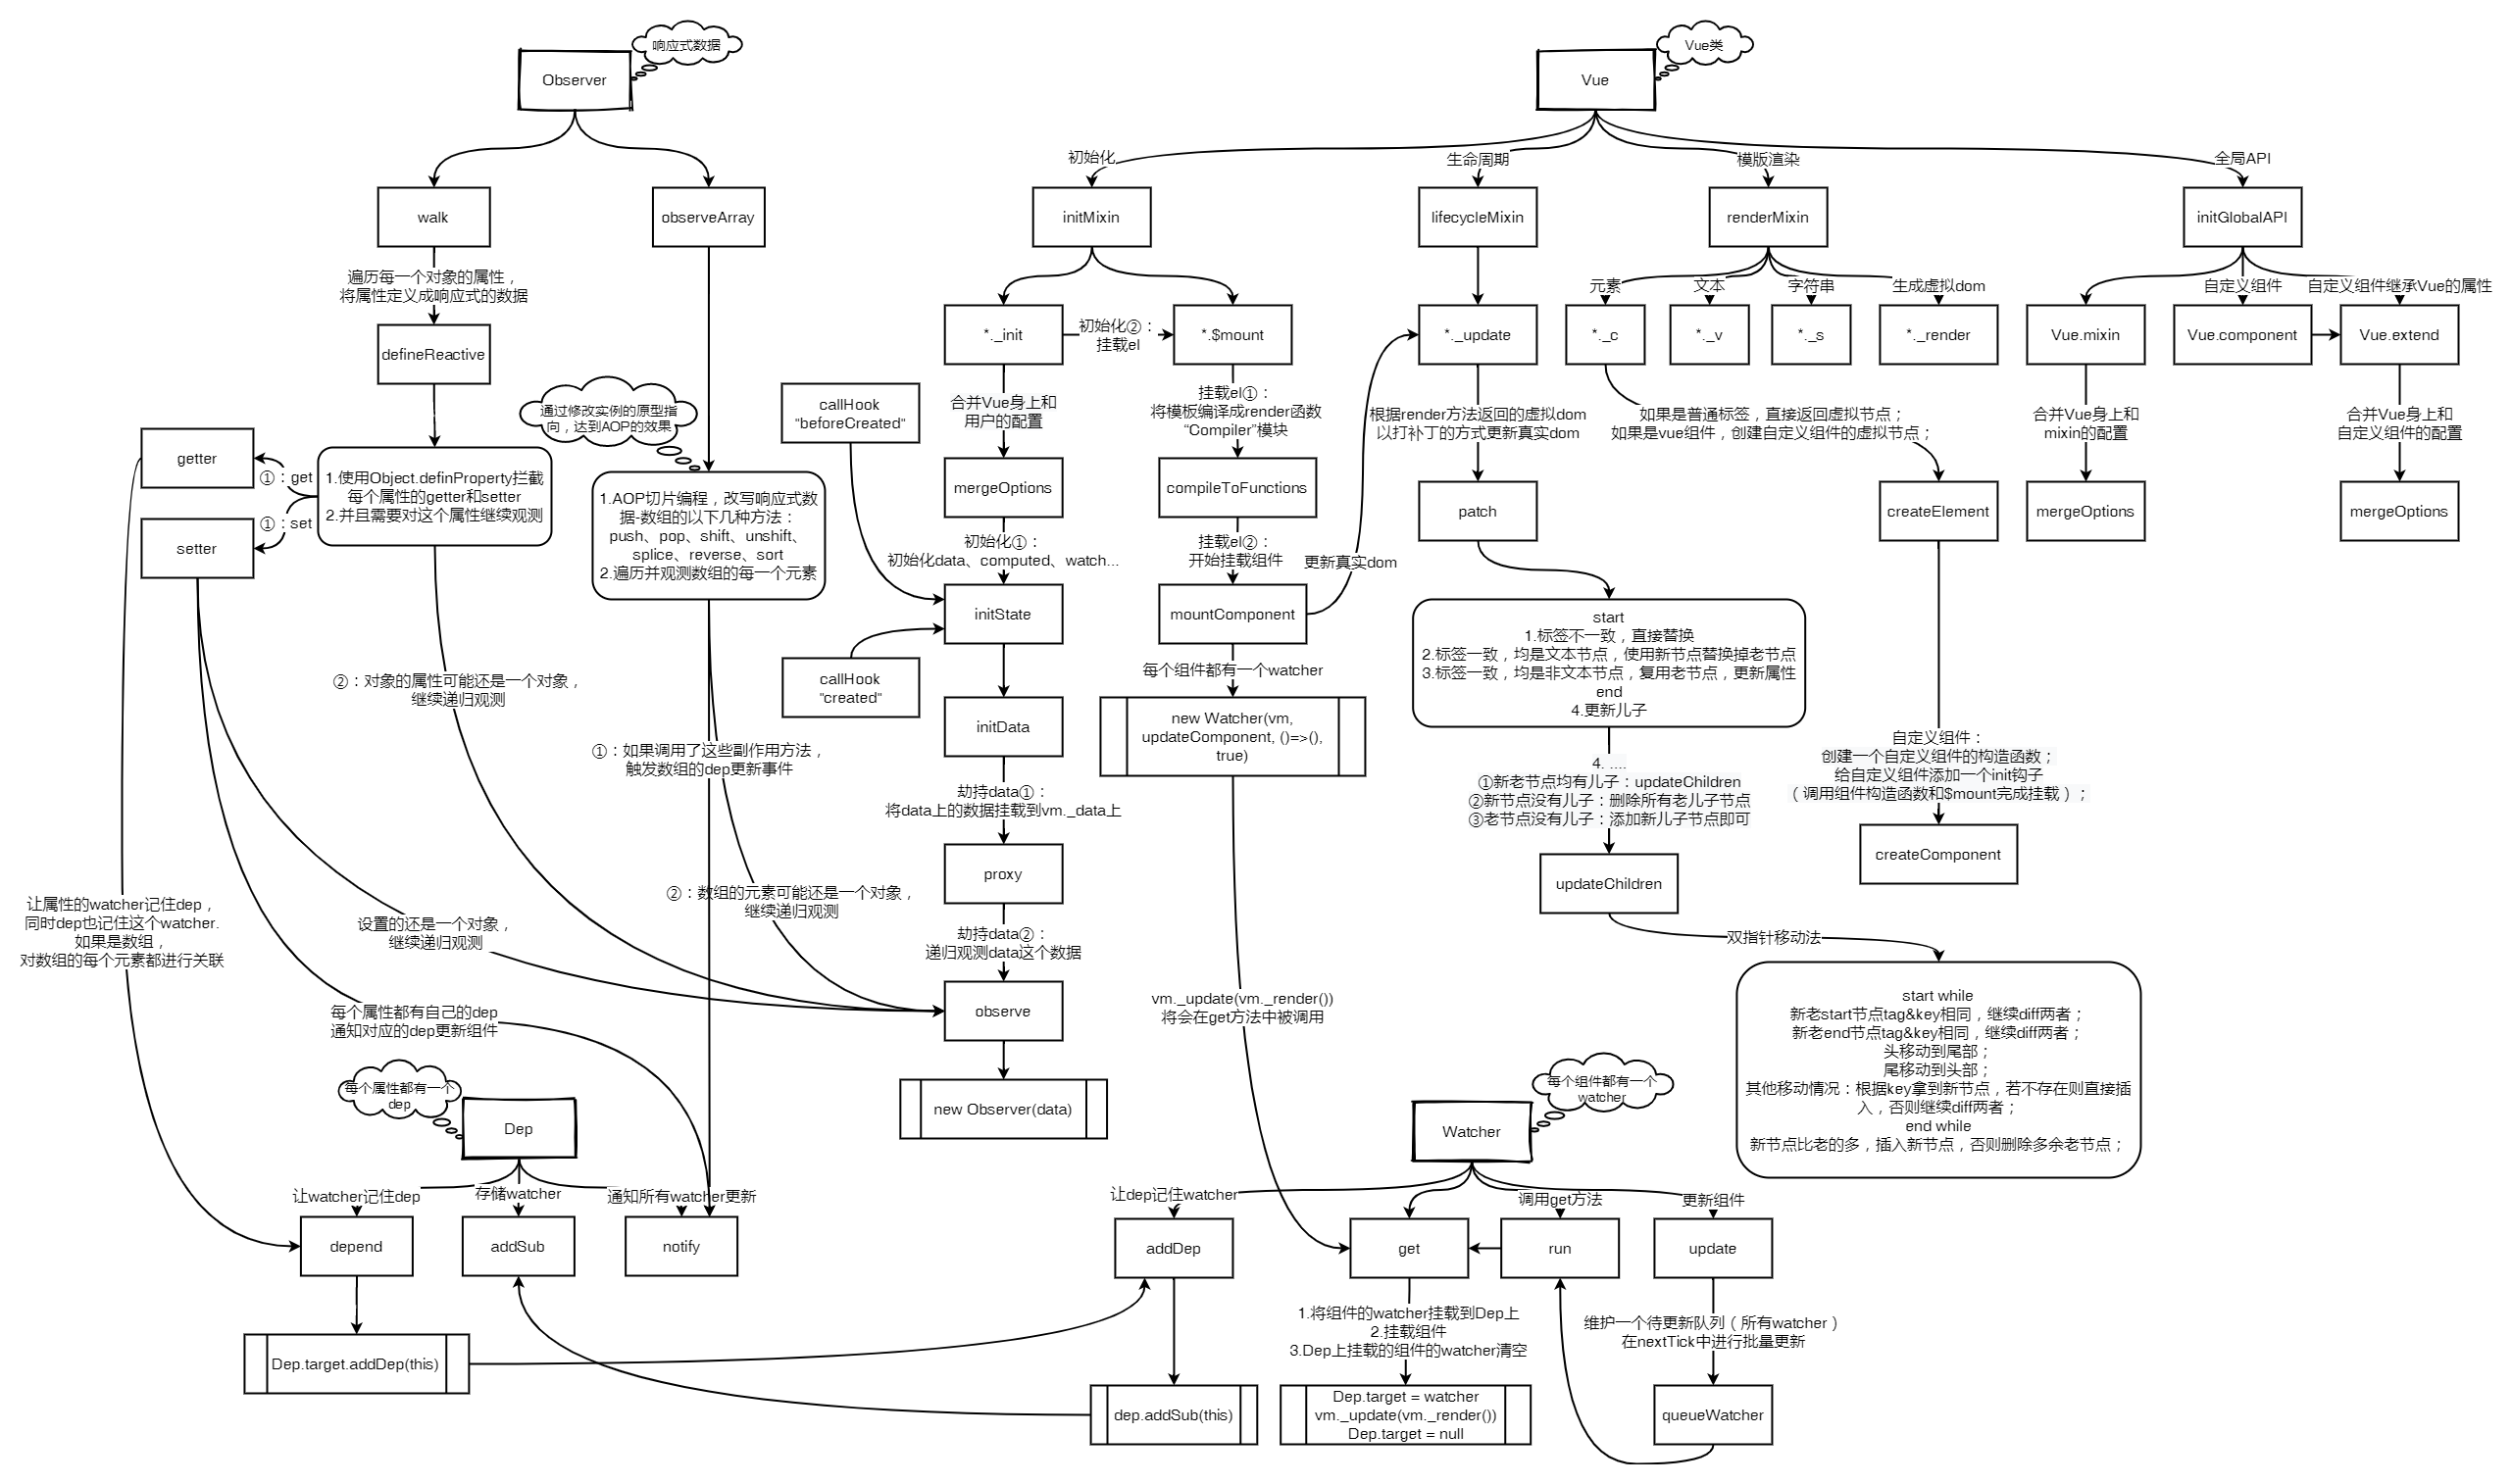 响应式数据
Observer
walk
observeArray
遍历每一个对象的属性，
将属性定义成响应式的数据
defineReactive
通过修改实例的原型指
向，达到AOP的效果
getter
①：get
setter
①：set
1.使用Object.definProperty拦截
每个属性的getter和setter
2.并且需要对这个属性继续观测
1.AOP切片编程，改写响应式数
据-数组的以下几种方法：
push、pop、shift、unshift、
splice、reverse、sort
2.遍历并观测数组的每一个元素
②：对象的属性可能还是一个对象，
继续递归观测
①：如果调用了这些副作用方法，
触发数组的dep更新事件
②：数组的元素可能还是一个对象，
继续递归观测
让属性的watcher记住dep，
同时dep也记住这个watcher.
如果是数组，
对数组的每个元素都进行关联
设置的还是一个对象，
继续递归观测
每个属性都有自己的dep
通知对应的dep更新组件
每个属性都有一个
dep
Dep
让watcher记住dep
存储watcher
通知所有watcher更新
depend
addSub
notify
Dep.target.addDep(this)
Vue类
Vue
初始化
生命周期
模版渲染
全局API
initMixin
lifecycleMixin
renderMixin
initGlobalAPI
*._init
初始化②：
挂载el
*.$mount
callHook
"beforeCreated"
合并Vue身上和
用户的配置
mergeOptions
初始化①：
初始化data、computed、watch...
initState
callHook
"created"
initData
劫持data①：
将data上的数据挂载到vm._data上
proxy
劫持data②：
递归观测data这个数据
observe
new Observer(data)
挂载el①：
将模板编译成render函数
“Compiler”模块
compileToFunctions
挂载el②：
开始挂载组件
mountComponent
更新真实dom
每个组件都有一个watcher
new Watcher(vm,
updateComponent, ()=>(),
true)
vm._update(vm._render())
将会在get方法中被调用
*._update
根据render方法返回的虚拟dom
以打补丁的方式更新真实dom
patch
start
1.标签不一致，直接替换
2.标签一致，均是文本节点，使用新节点替换掉老节点
3.标签一致，均是非文本节点，复用老节点，更新属性
end
4.更新儿子
4. ....
①新老节点均有儿子：updateChildren
②新节点没有儿子：删除所有老儿子节点
③老节点没有儿子：添加新儿子节点即可
updateChildren
双指针移动法
start while
新老start节点tag&key相同，继续diff两者；
新老end节点tag&key相同，继续diff两者；
头移动到尾部；
尾移动到头部；
其他移动情况：根据key拿到新节点，若不存在则直接插
入，否则继续diff两者；
end while
新节点比老的多，插入新节点，否则删除多余老节点；
元素
文本
字符串
生成虚拟dom
*._c
*._v
*._s
*._render
如果是普通标签，直接返回虚拟节点；
如果是vue组件，创建自定义组件的虚拟节点；
createElement
自定义组件：
创建一个自定义组件的构造函数；
给自定义组件添加一个init钩子
（调用组件构造函数和$mount完成挂载）；
createComponent
自定义组件
自定义组件继承Vue的属性
Vue.mixin
Vue.component
Vue.extend
合并Vue身上和
mixin的配置
合并Vue身上和
自定义组件的配置
mergeOptions
mergeOptions
每个组件都有一个
watcher
Watcher
让dep记住watcher
调用get方法
更新组件
addDep
get
run
update
1.将组件的watcher挂载到Dep上
2.挂载组件
3.Dep上挂载的组件的watcher清空
维护一个待更新队列（所有watcher）
在nextTick中进行批量更新
dep.addSub(this)
Dep.target = watcher
vm._update(vm._render())
Dep.target = null
queueWatcher